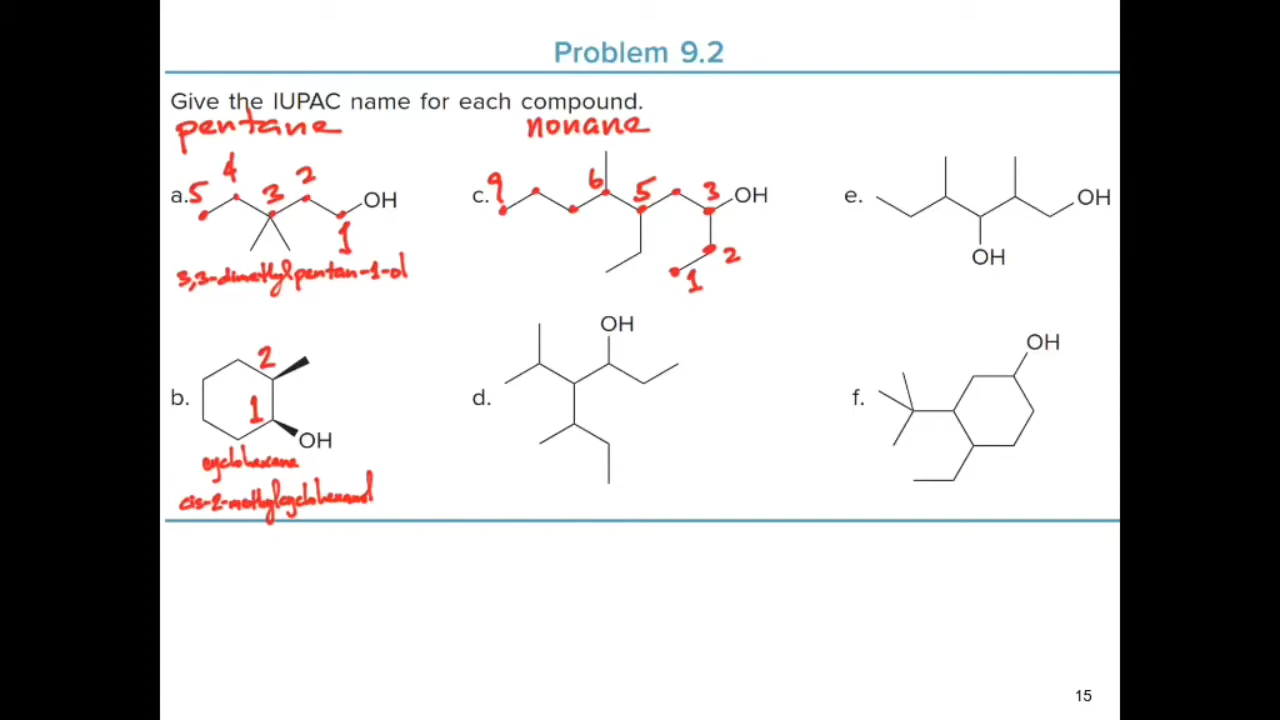 Problem 9.2
Give the IUPAC name for each compound.
pentane
nonane
a.
5
4
3
2
1
OH
3,3-dimethylpentan-1-ol
c.
9
6
5
3
OH
2
1
e.
OH
OH
b.
2
1
OH
cyclohexane
cis-2-methylcyclohexanol
d.
OH
f.
OH
15